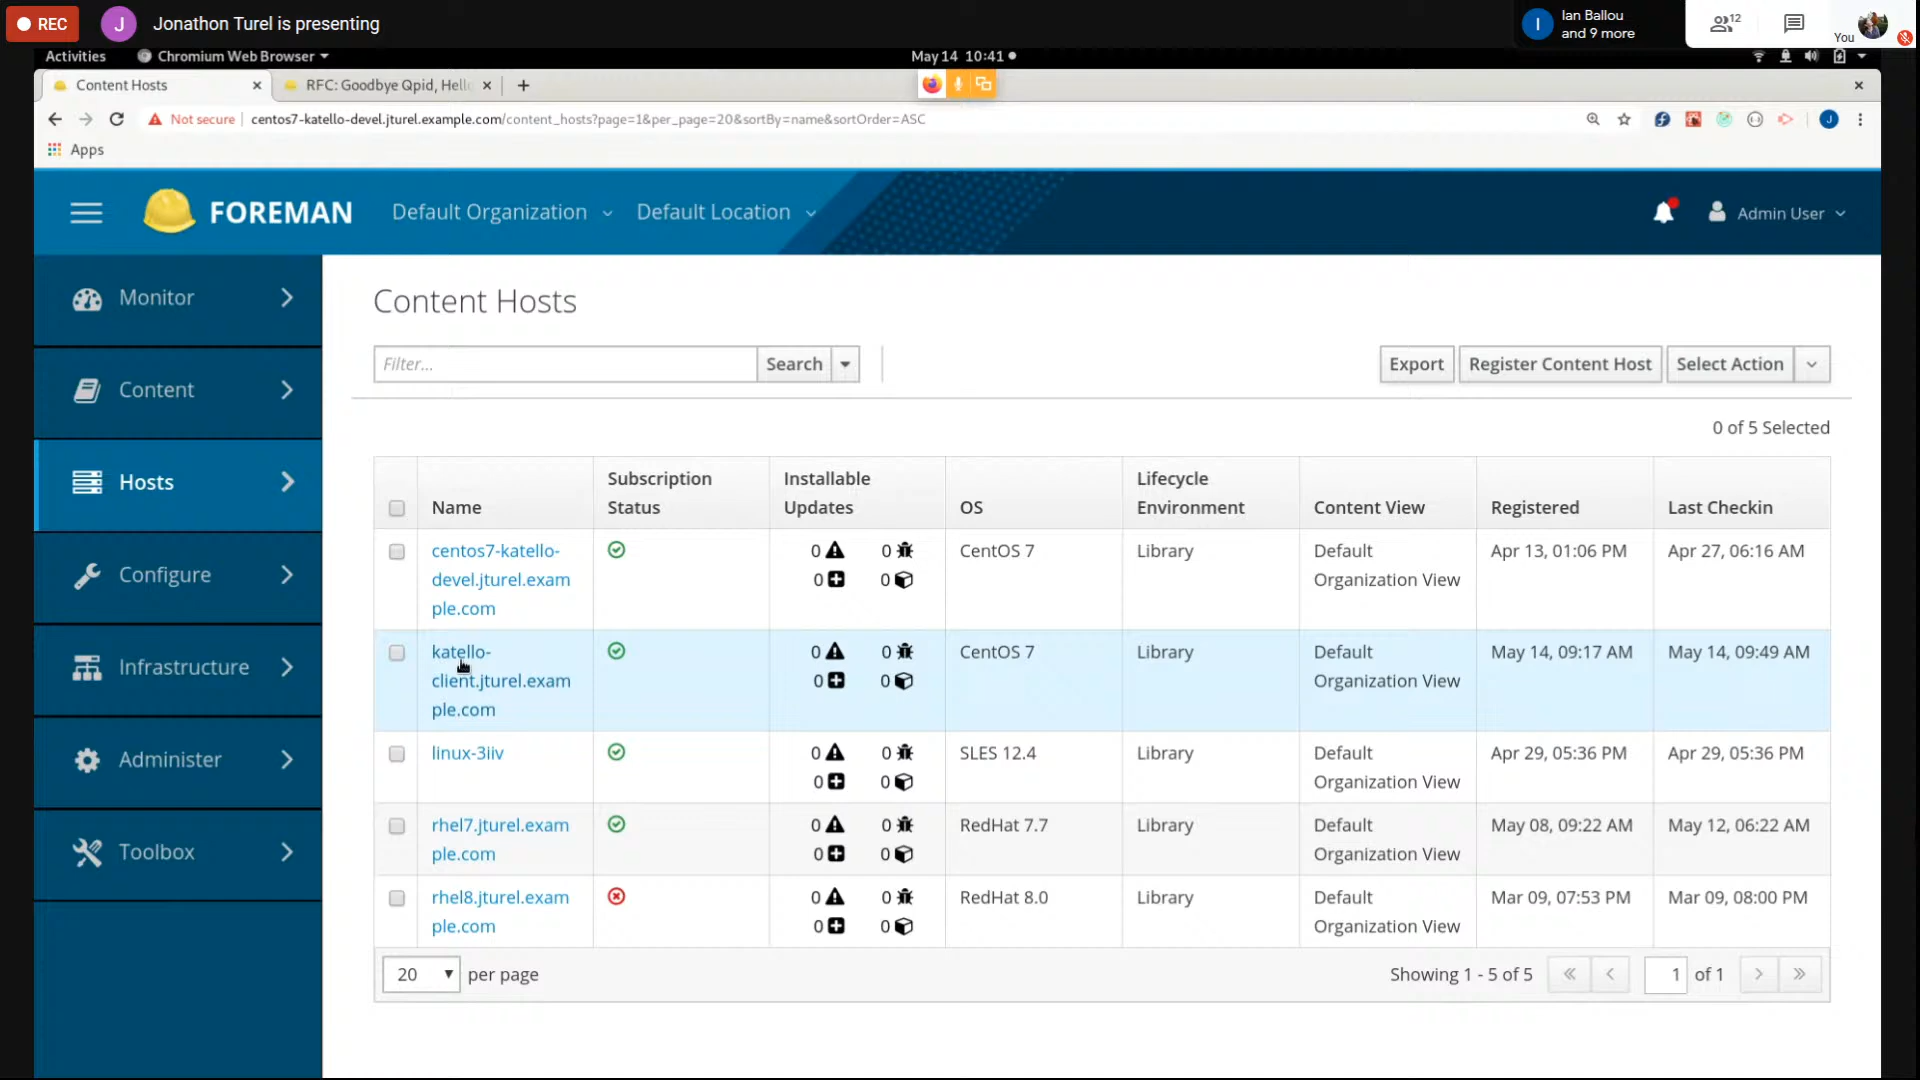 REC
J
Jonathon Turel is presenting
I
Ian Ballou
and 9 more
12
You
Activities
Chromium Web Browser
May 14 10:41
Content Hosts
RFC: Goodbye Qpid, Hello
Not secure
centos7-katello-devel.jturel.example.com/content_hosts?page=1&per_page=20&sortBy=name&sortOrder=ASC
J
Apps
FOREMAN
Default Organization
Default Location
Admin User
Monitor
Content
Hosts
Configure
Infrastructure
Administer
Toolbox
Content Hosts
Filter...
Search
Export
Register Content Host
Select Action
0 of 5 Selected
Name
Subscription
Status
Installable
Updates
OS
Lifecycle
Environment
Content View
Registered
Last Checkin
centos7-katello-
devel.jturel.exam
ple.com
0 0
0 0
CentOS 7
Library
Default
Organization View
Apr 13, 01:06 PM
Apr 27, 06:16 AM
katello-
client.jturel.exam
ple.com
0 0
0 0
CentOS 7
Library
Default
Organization View
May 14, 09:17 AM
May 14, 09:49 AM
linux-3iiv
0 0
0 0
SLES 12.4
Library
Default
Organization View
Apr 29, 05:36 PM
Apr 29, 05:36 PM
rhel7.jturel.exam
ple.com
0 0
0 0
RedHat 7.7
Library
Default
Organization View
May 08, 09:22 AM
May 12, 06:22 AM
rhel8.jturel.exam
ple.com
0 0
0 0
RedHat 8.0
Library
Default
Organization View
Mar 09, 07:53 PM
Mar 09, 08:00 PM
20 per page
Showing 1 - 5 of 5
1 of 1